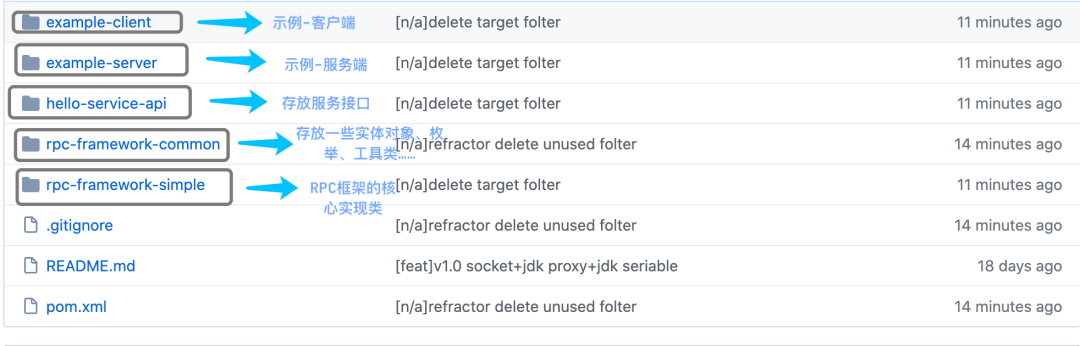 example-client 示例-客户端 [n/a]delete target folter 11 minutes ago
example-server 示例-服务端 [n/a]delete target folter 11 minutes ago
hello-service-api 存放服务接口 [n/a]delete target folter 11 minutes ago
rpc-framework-common 存放一些实体对象、枚举、工具类…… [n/a]refractor delete unused folter 14 minutes ago
rpc-framework-simple RPC框架的核心实现类 [n/a]delete target folter 11 minutes ago
.gitignore [n/a]refractor delete unused folter 14 minutes ago
README.md [feat]v1.0 socket+jdk proxy+jdk seriable 18 days ago
pom.xml [n/a]refractor delete unused folter 14 minutes ago